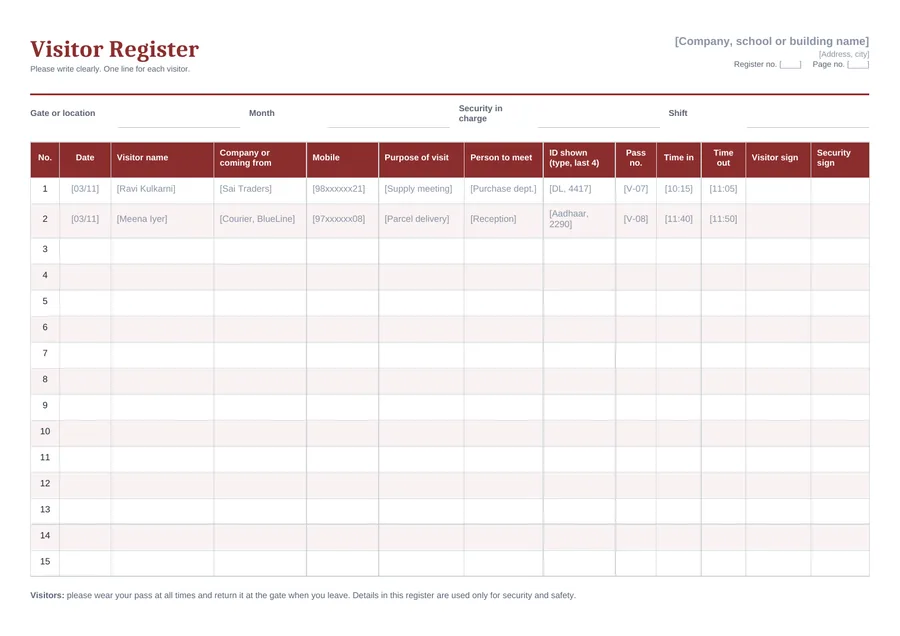 Visitor Register
Please write clearly. One line for each visitor.
[Company, school or building name]
[Address, city]
Register no. [____] Page no. [____]
Gate or location
Month
Security in
charge
Shift
No. Date Visitor name Company or coming from Mobile Purpose of visit Person to meet ID shown (type, last 4) Pass no. Time in Time out Visitor sign Security sign
1 [03/11] [Ravi Kulkarni] [Sai Traders] [98xxxxxx21] [Supply meeting] [Purchase dept.] [DL, 4417] [V-07] [10:15] [11:05]
2 [03/11] [Meena Iyer] [Courier, BlueLine] [97xxxxxx08] [Parcel delivery] [Reception] [Aadhaar, 2290] [V-08] [11:40] [11:50]
3
4
5
6
7
8
9
10
11
12
13
14
15
Visitors: please wear your pass at all times and return it at the gate when you leave. Details in this register are used only for security and safety.